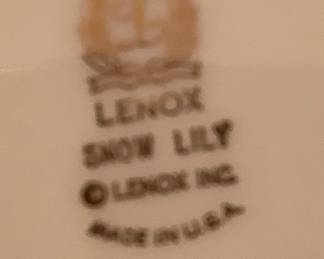 LENOX
SNOW LILY
© LENOX INC.
MADE IN U.S.A.